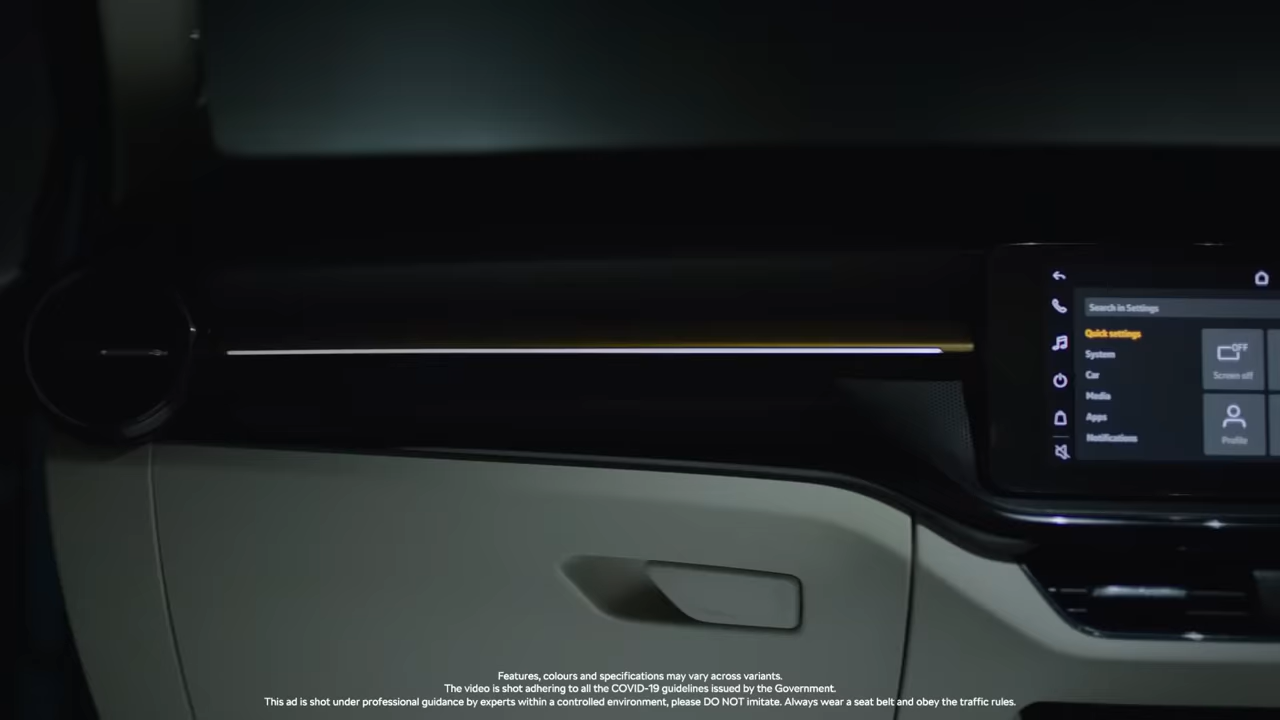 Search in Settings
Quick settings
System
Car
Media
Apps
Notifications
OFF
Screen off
Profile
Features, colours and specifications may vary across variants.
The video is shot adhering to all the COVID-19 guidelines issued by the Government.
This ad is shot under professional guidance by experts within a controlled environment, please DO NOT imitate. Always wear a seat belt and obey the traffic rules.